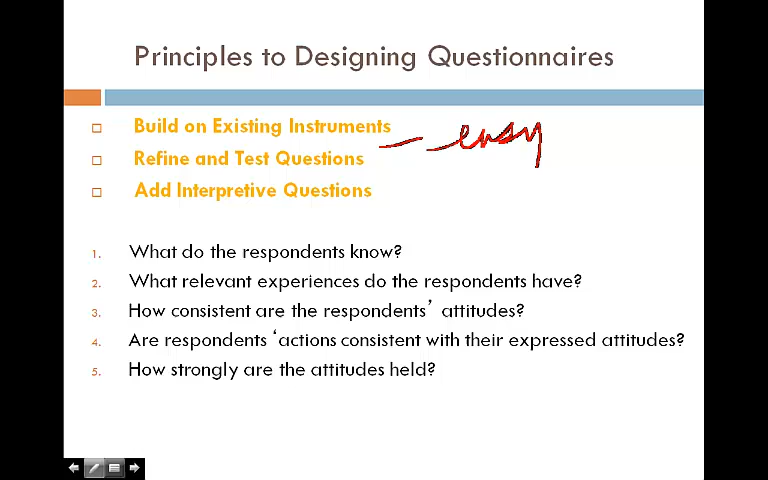 Principles to Designing Questionnaires
Build on Existing Instruments
Refine and Test Questions
— easy
Add Interpretive Questions
1. What do the respondents know?
2. What relevant experiences do the respondents have?
3. How consistent are the respondents’ attitudes?
4. Are respondents ‘actions consistent with their expressed attitudes?
5. How strongly are the attitudes held?